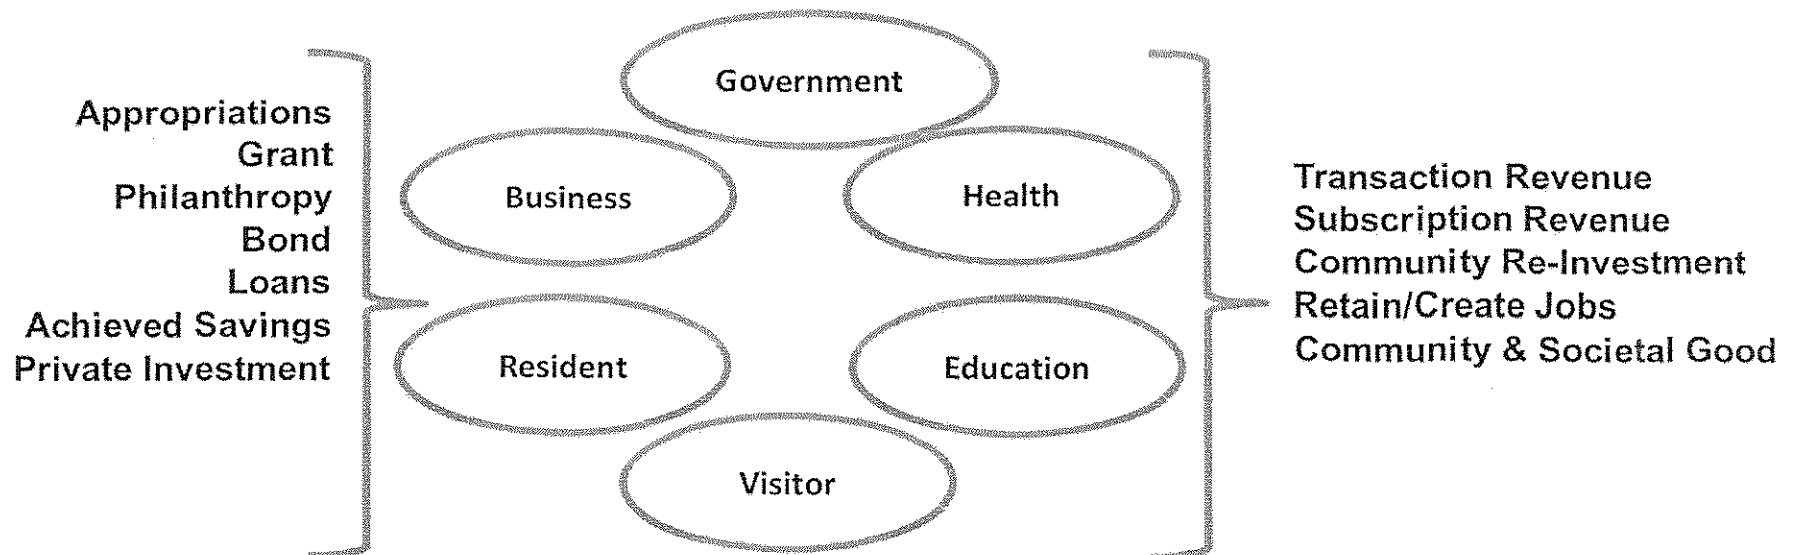 Appropriations
Grant
Philanthropy
Bond
Loans
Achieved Savings
Private Investment
Government
Business
Health
Resident
Education
Visitor
Transaction Revenue
Subscription Revenue
Community Re-Investment
Retain/Create Jobs
Community & Societal Good